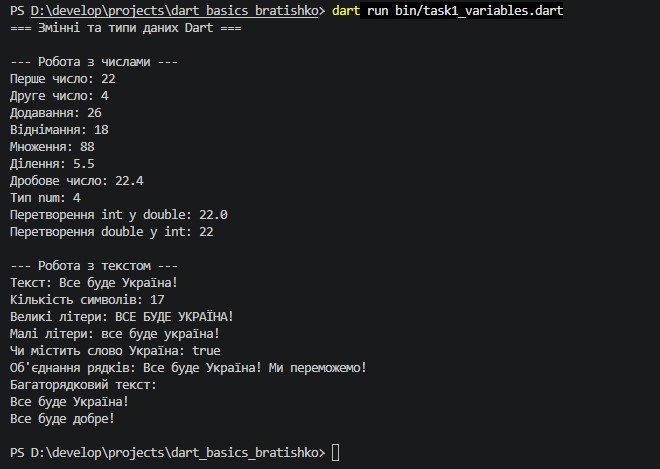 PS D:\develop\projects\dart_basics_bratishko> dart run bin/task1_variables.dart
=== Змінні та типи даних Dart ===
--- Робота з числами ---
Перше число: 22
Друге число: 4
Додавання: 26
Віднімання: 18
Множення: 88
Ділення: 5.5
Дробове число: 22.4
Тип num: 4
Перетворення int у double: 22.0
Перетворення double у int: 22
--- Робота з текстом ---
Текст: Все буде Україна!
Кількість символів: 17
Великі літери: ВСЕ БУДЕ УКРАЇНА!
Малі літери: все буде україна!
Чи містить слово Україна: true
Об'єднання рядків: Все буде Україна! Ми переможемо!
Багаторядковий текст:
Все буде Україна!
Все буде добре!
PS D:\develop\projects\dart_basics_bratishko>